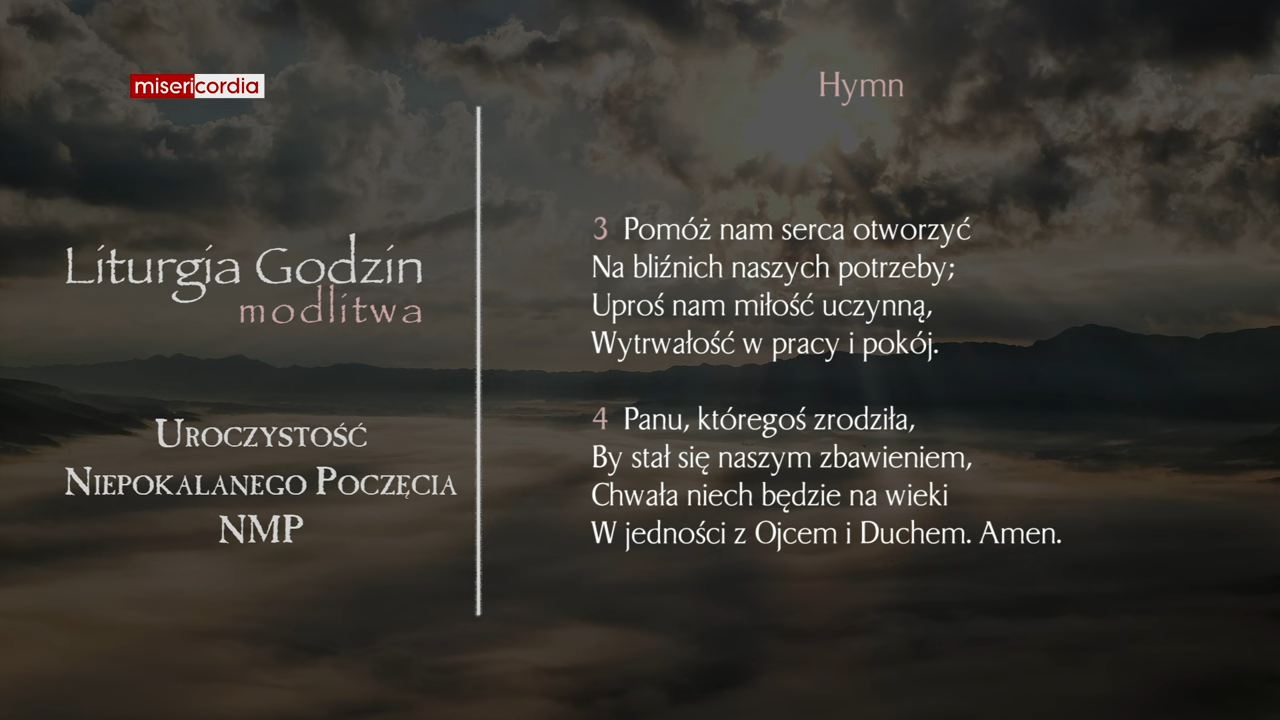 misericordia
Liturgia Godzin
modlitwa
Uroczystość
Niepokalanego Poczęcia
NMP
Hymn
3 Pomóż nam serca otworzyć
Na bliźnich naszych potrzeby;
Uproś nam miłość uczynną,
Wytrwałość w pracy i pokój.
4 Panu, któregoś zrodziła,
By stał się naszym zbawieniem,
Chwała niech będzie na wieki
W jedności z Ojcem i Duchem. Amen.